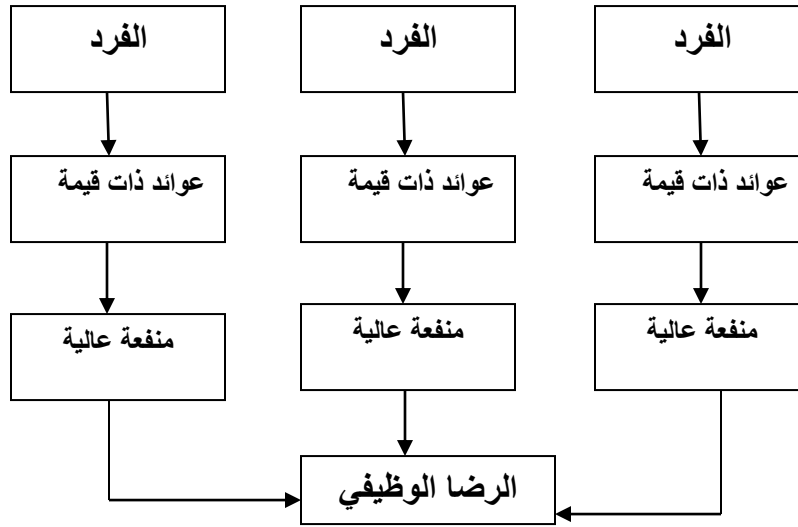 الفرد
الفرد
الفرد
عوائد ذات قيمة
عوائد ذات قيمة
عوائد ذات قيمة
منفعة عالية
منفعة عالية
منفعة عالية
الرضا الوظيفي